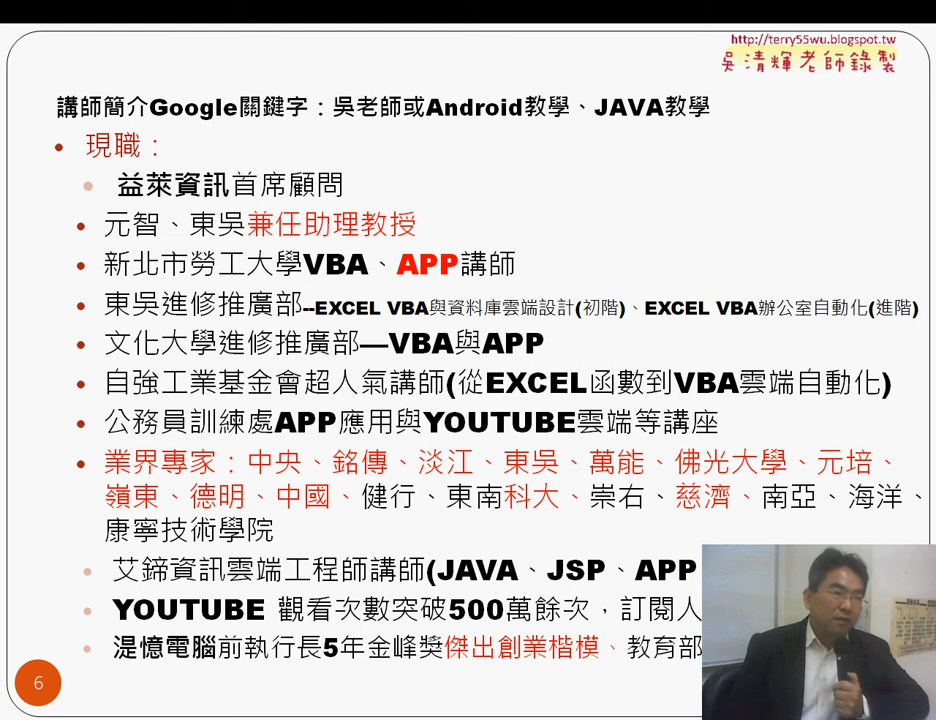 http://terry55wu.blogspot.tw
吳清輝老師錄製
講師簡介Google關鍵字：吳老師或Android教學、JAVA教學
現職：
益萊資訊首席顧問
元智、東吳兼任助理教授
新北市勞工大學VBA、APP講師
東吳進修推廣部--EXCEL VBA與資料庫雲端設計(初階)、EXCEL VBA辦公室自動化(進階)
文化大學進修推廣部—VBA與APP
自強工業基金會超人氣講師(從EXCEL函數到VBA雲端自動化)
公務員訓練處APP應用與YOUTUBE雲端等講座
業界專家：中央、銘傳、淡江、東吳、萬能、佛光大學、元培、
嶺東、德明、中國、健行、東南科大、崇右、慈濟、南亞、海洋、
康寧技術學院
艾鍗資訊雲端工程師講師(JAVA、JSP、APP
YOUTUBE 觀看次數突破500萬餘次，訂閱人
湜憶電腦前執行長5年金峰獎傑出創業楷模、教育部
6